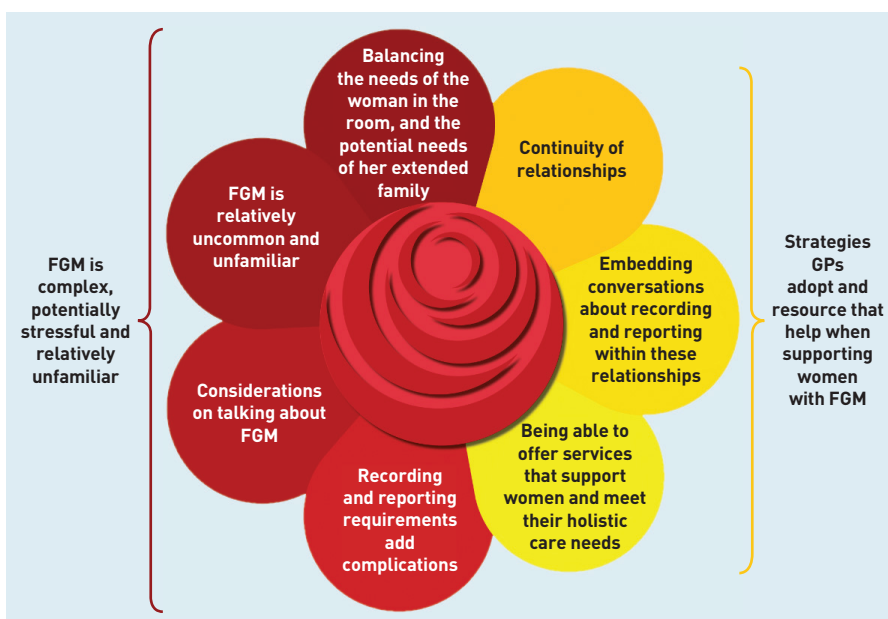 FGM is
complex,
potentially
stressful and
relatively
unfamiliar
Balancing
the needs of the
woman in the
room, and the
potential needs
of her extended
family
FGM is
relatively
uncommon and
unfamiliar
Considerations
on talking about
FGM
Recording
and reporting
requirements
add
complications
Continuity of
relationships
Embedding
conversations
about recording
and reporting
within these
relationships
Being able to
offer services
that support
women and meet
their holistic
care needs
Strategies
GPs
adopt and
resource that
help when
supporting
women
with FGM